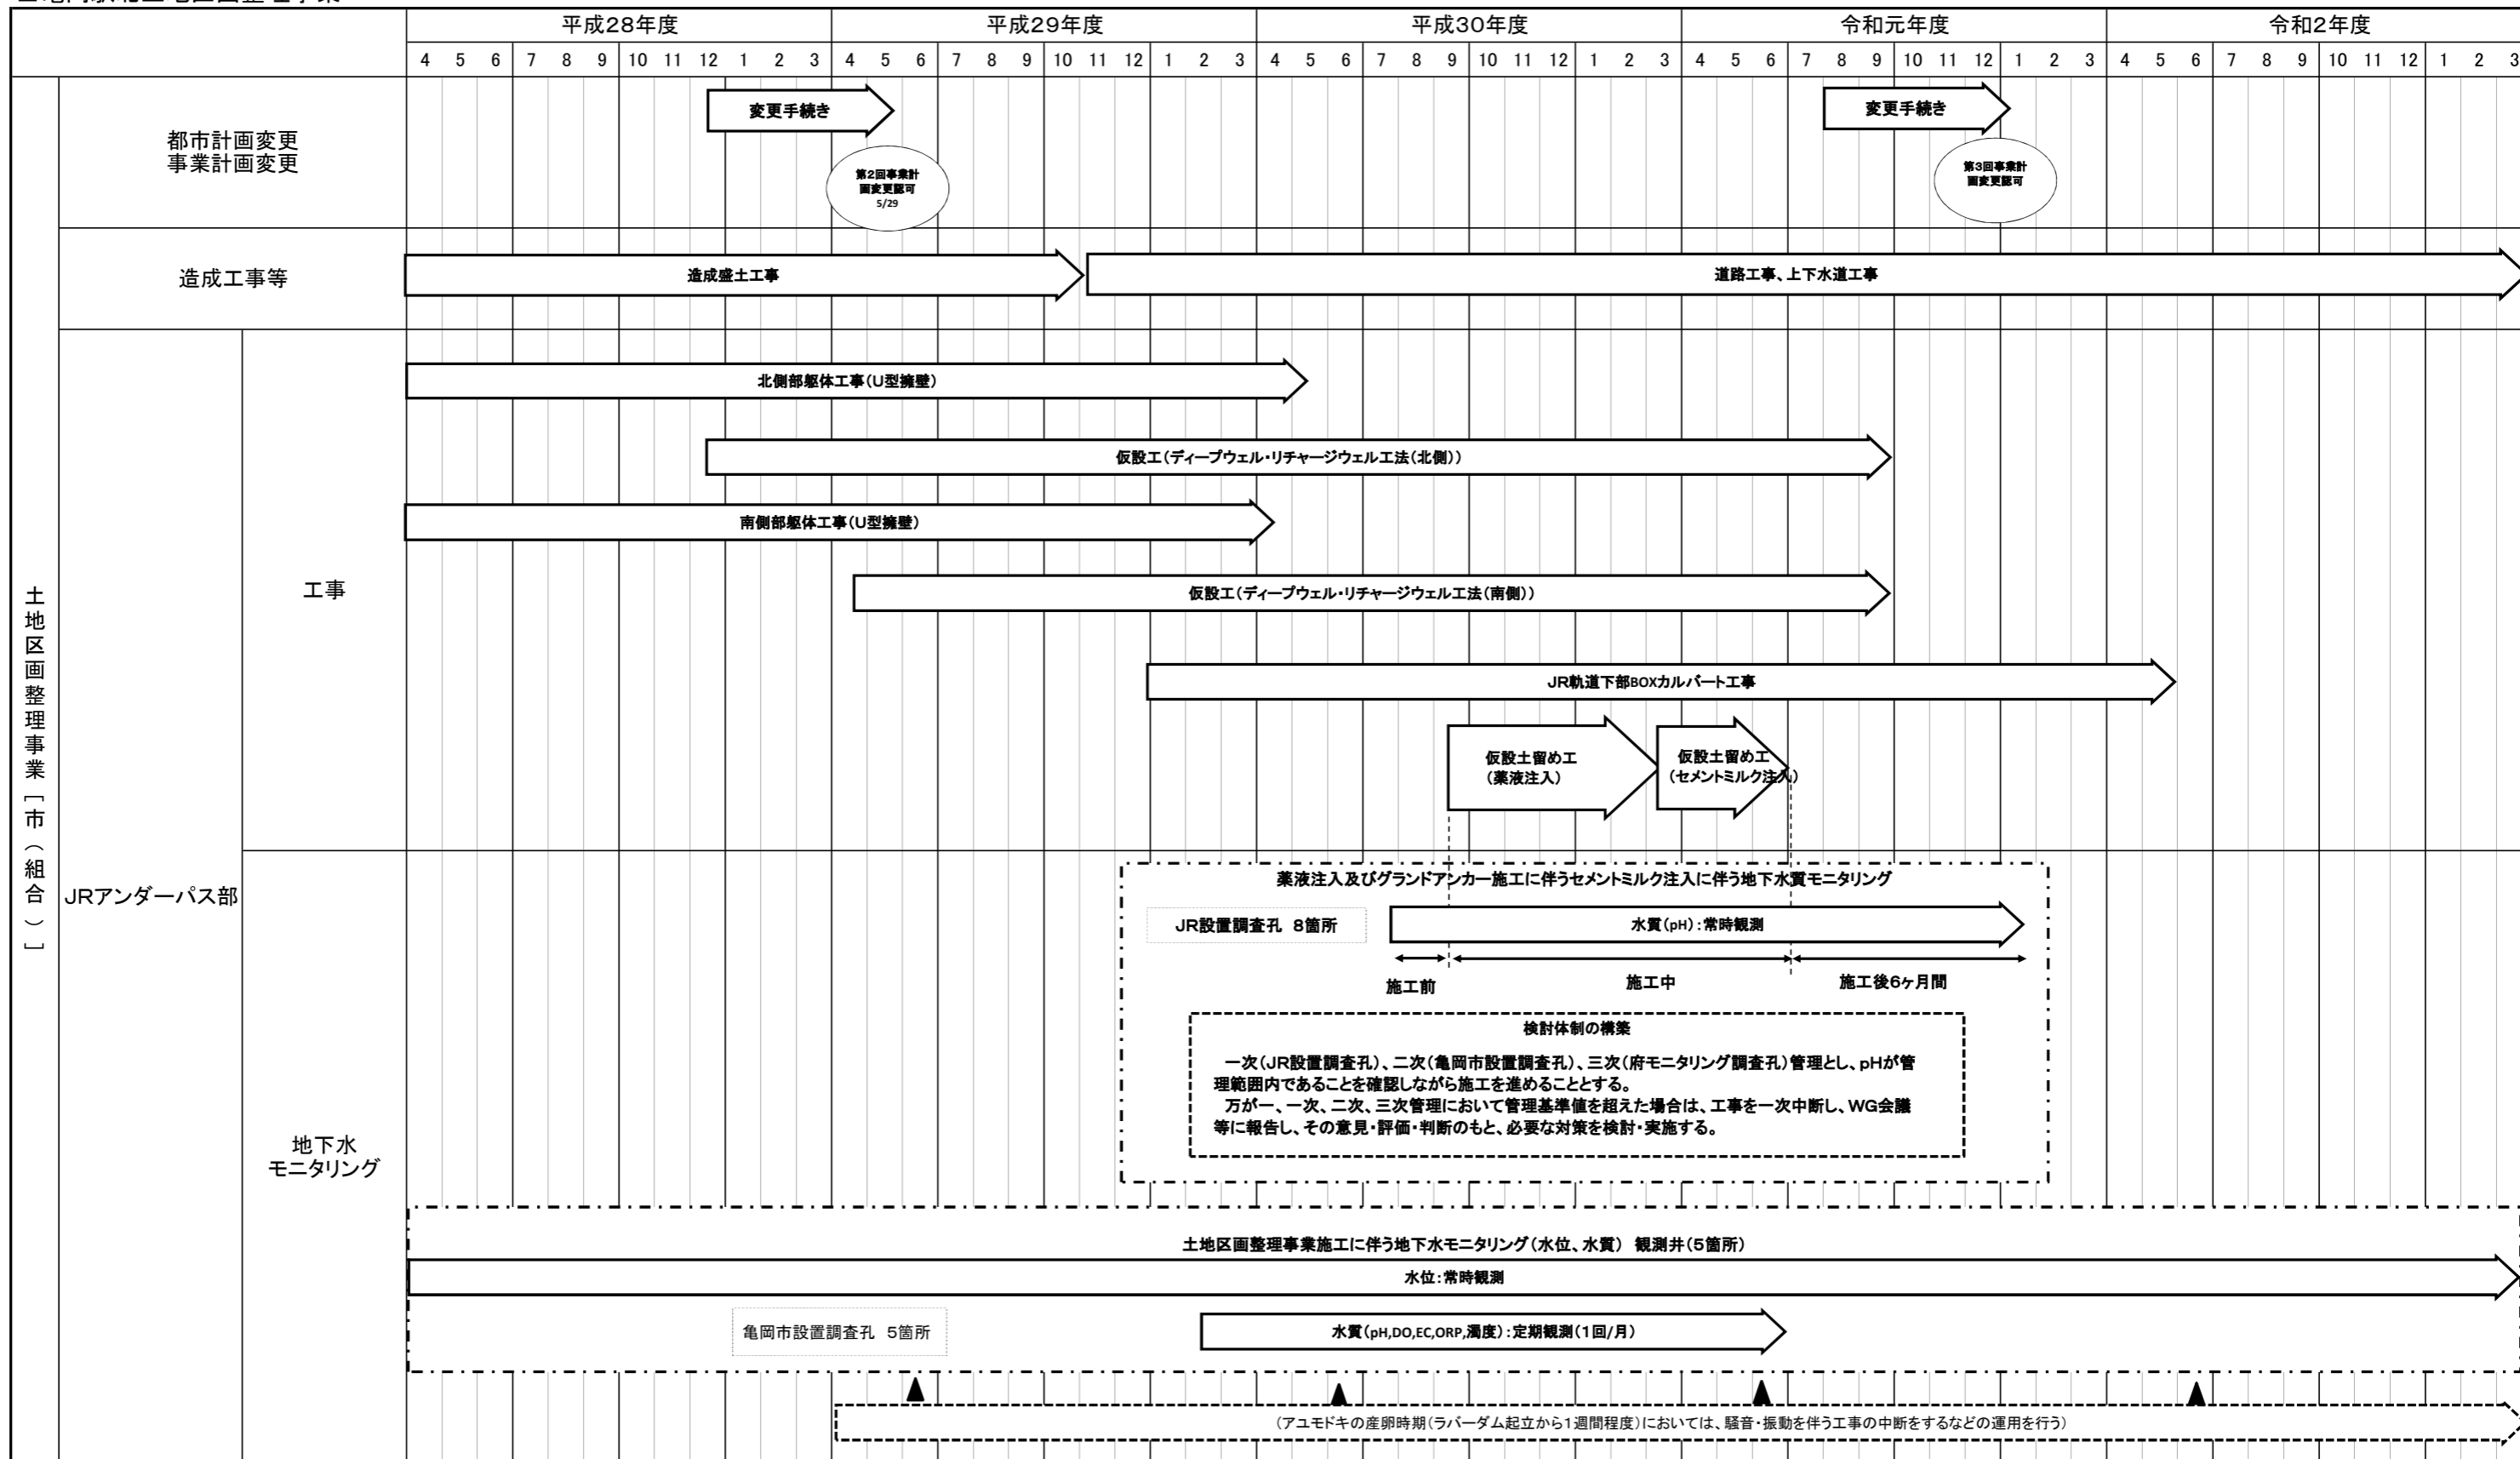 平成28年度 平成29年度 平成30年度 令和元年度 令和2年度
4 5 6 7 8 9 10 11 12 1 2 3 4 5 6 7 8 9 10 11 12 1 2 3 4 5 6 7 8 9 10 11 12 1 2 3 4 5 6 7 8 9 10 11 12 1 2 3 4 5 6 7 8 9 10 11 12 1 2 3
土地区画整理事業[市(組合)]
都市計画変更
事業計画変更
変更手続き
第2回事業計
画変更認可
5/29
変更手続き
第3回事業計
画変更認可
造成工事等
造成盛土工事
道路工事、上下水道工事
JRアンダーパス部
工事
北側部躯体工事(U型擁壁)
仮設工(ディープウェル・リチャージウェル工法(北側))
南側部躯体工事(U型擁壁)
仮設工(ディープウェル・リチャージウェル工法(南側))
JR軌道下部BOXカルバート工事
仮設土留め工
(薬液注入)
仮設土留め工
(セメントミルク注入)
地下水
モニタリング
薬液注入及びグランドアンカー施工に伴うセメントミルク注入に伴う地下水質モニタリング
JR設置調査孔 8箇所
水質(pH):常時観測
施工前
施工中
施工後6ヶ月間
検討体制の構築
一次(JR設置調査孔)、二次(亀岡市設置調査孔)、三次(府モニタリング調査孔)管理とし、pHが管
理範囲内であることを確認しながら施工を進めることとする。
万が一、一次、二次、三次管理において管理基準値を超えた場合は、工事を一次中断し、WG会議
等に報告し、その意見・評価・判断のもと、必要な対策を検討・実施する。
土地区画整理事業施工に伴う地下水モニタリング(水位、水質) 観測井(5箇所)
水位:常時観測
亀岡市設置調査孔 5箇所
水質(pH,DO,EC,ORP,濁度):定期観測(1回/月)
(アユモドキの産卵時期(ラバーダム起立から1週間程度)においては、騒音・振動を伴う工事の中断をするなどの運用を行う)